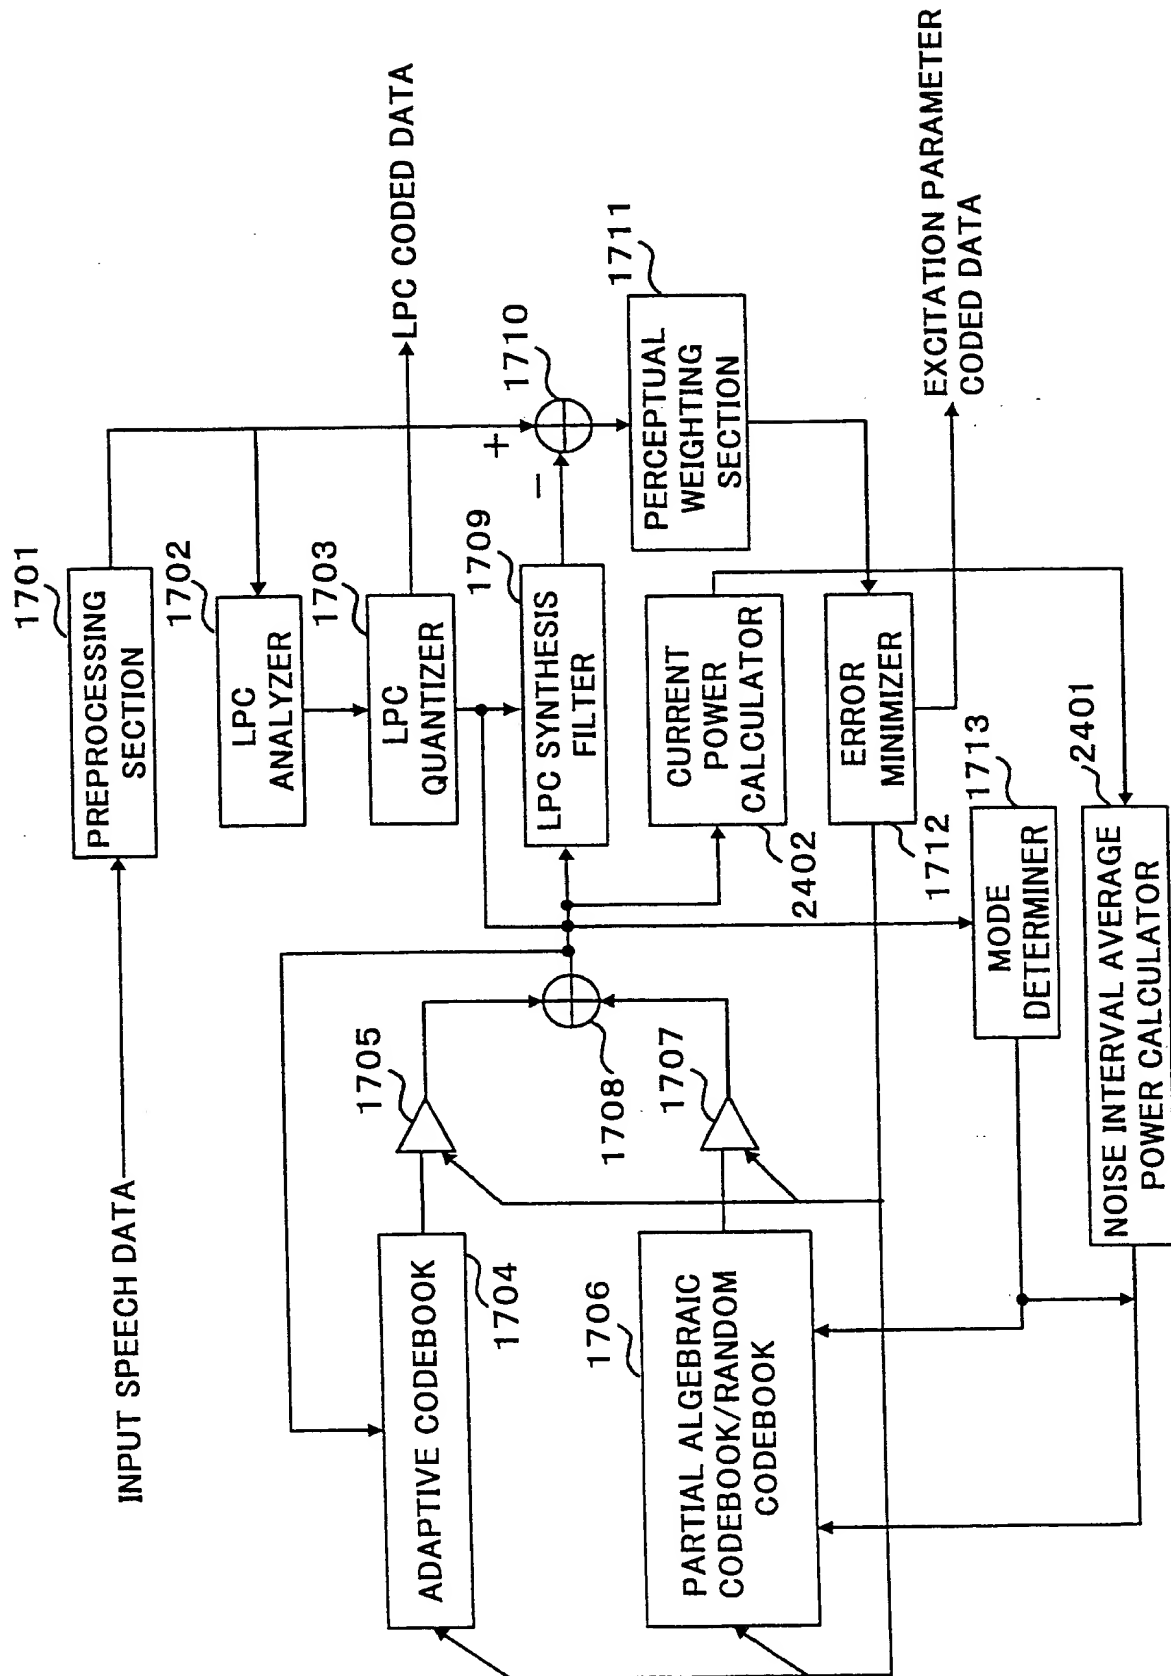 INPUT SPEECH DATA
1701
PREPROCESSING
SECTION
1702
LPC
ANALYZER
1703
LPC
QUANTIZER
LPC CODED DATA
1709
LPC SYNTHESIS
FILTER
+
−
1710
1711
PERCEPTUAL
WEIGHTING
SECTION
1705
ADAPTIVE CODEBOOK
1704
1708
1707
1706
PARTIAL ALGEBRAIC
CODEBOOK/RANDOM
CODEBOOK
CURRENT
POWER
CALCULATOR
2402
ERROR
MINIMIZER
1712
EXCITATION PARAMETER
CODED DATA
1713
MODE
DETERMINER
2401
NOISE INTERVAL AVERAGE
POWER CALCULATOR